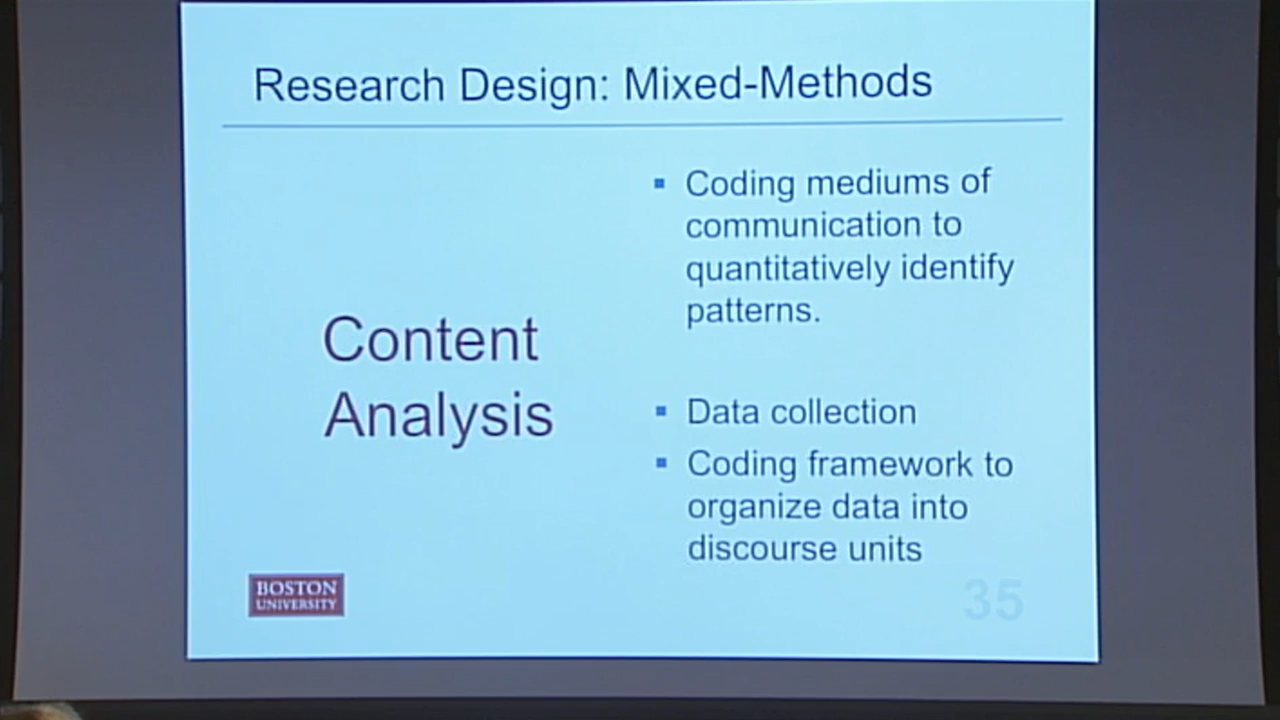 Research Design: Mixed-Methods
Content
Analysis
▪ Coding mediums of
communication to
quantitatively identify
patterns.
▪ Data collection
▪ Coding framework to
organize data into
discourse units
BOSTON
UNIVERSITY
35